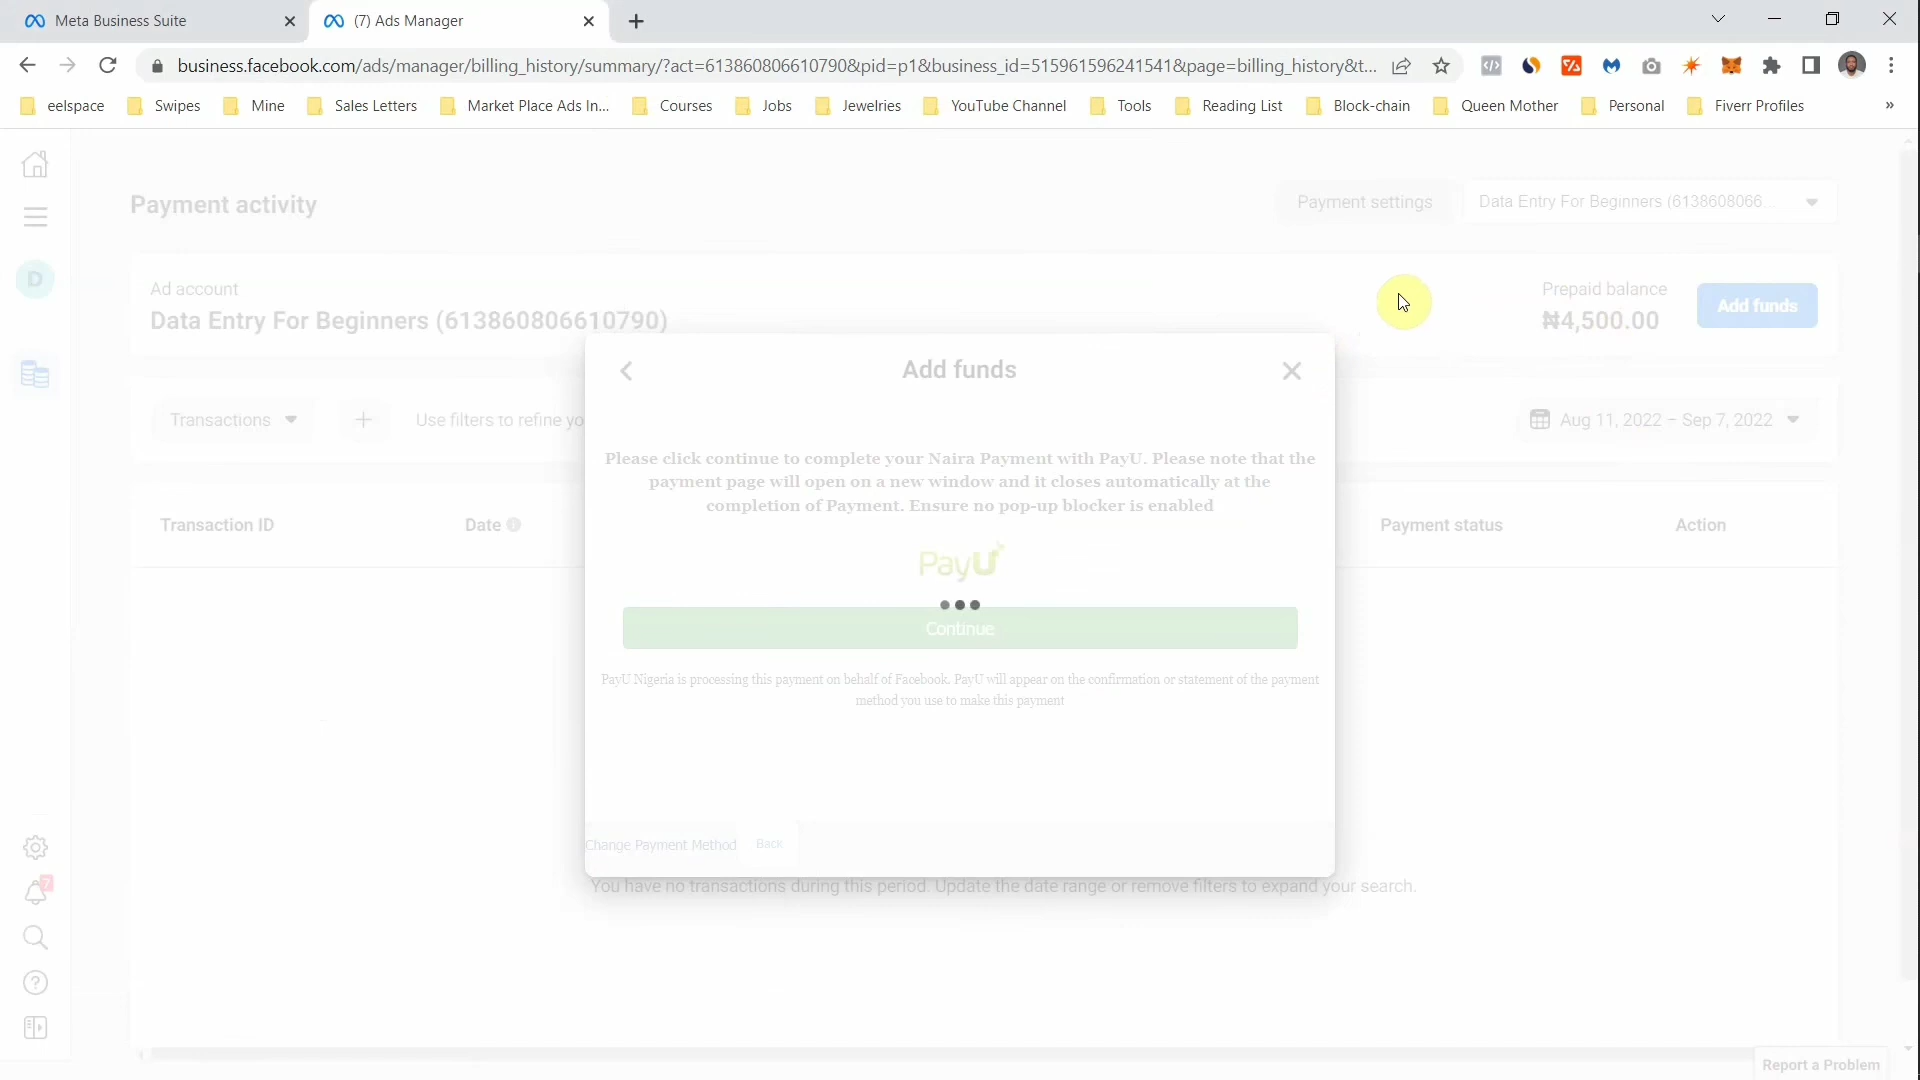 Meta Business Suite
(7) Ads Manager
business.facebook.com/ads/manager/billing_history/summary/?act=613860806610790&pid=p1&business_id=515961596241541&page=billing_history&t...
eelspace
Swipes
Mine
Sales Letters
Market Place Ads In...
Courses
Jobs
Jewelries
YouTube Channel
Tools
Reading List
Block-chain
Queen Mother
Personal
Fiverr Profiles
»
Payment activity
Payment settings
Data Entry For Beginners (6138608066...
D
Ad account
Data Entry For Beginners (613860806610790)
Prepaid balance
₦4,500.00
Add funds
Add funds
Transactions
Use filters to refine yo
Aug 11, 2022 – Sep 7, 2022
Please click continue to complete your Naira Payment with PayU. Please note that the
payment page will open on a new window and it closes automatically at the
completion of Payment. Ensure no pop-up blocker is enabled
Transaction ID
Date
Payment status
Action
PayU
Continue
PayU Nigeria is processing this payment on behalf of Facebook. PayU will appear on the confirmation or statement of the payment
method you use to make this payment
Change Payment Method
Back
7
You have no transactions during this period. Update the date range or remove filters to expand your search.
Report a Problem